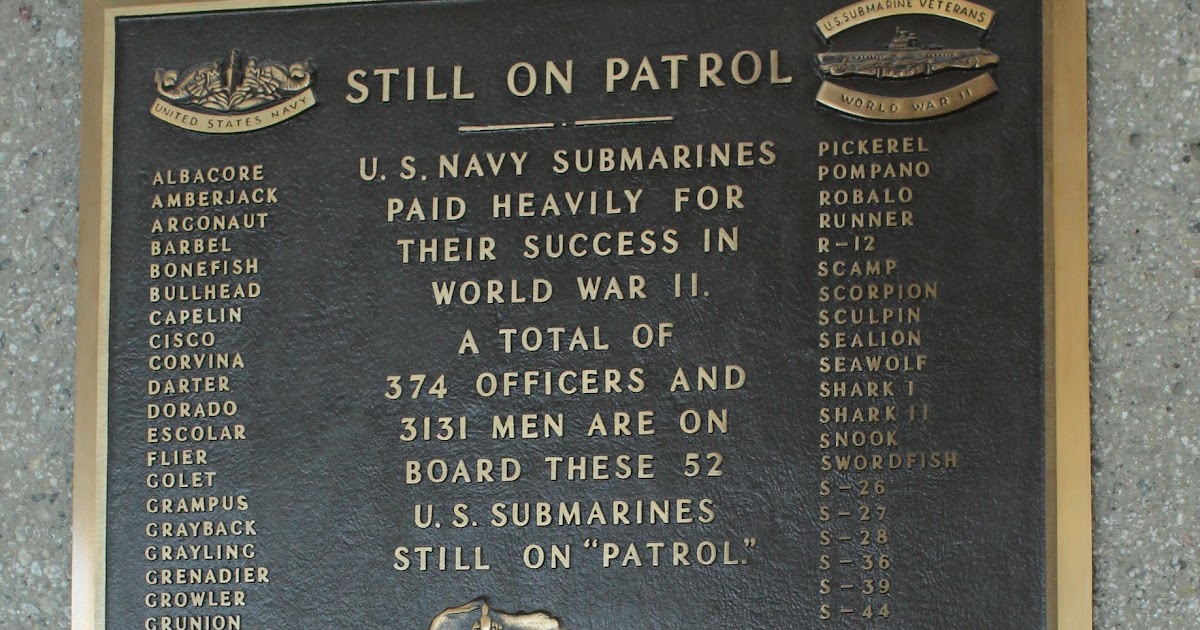 UNITED STATES NAVY
STILL ON PATROL
U.S. SUBMARINE VETERANS
WORLD WAR II
ALBACORE
AMBERJACK
ARGONAUT
BARBEL
BONEFISH
BULLHEAD
CAPELIN
CISCO
CORVINA
DARTER
DORADO
ESCOLAR
FLIER
GOLET
GRAMPUS
GRAYBACK
GRAYLING
GRENADIER
GROWLER
GRUNION
U. S. NAVY SUBMARINES
PAID HEAVILY FOR
THEIR SUCCESS IN
WORLD WAR II.
A TOTAL OF
374 OFFICERS AND
3131 MEN ARE ON
BOARD THESE 52
U. S. SUBMARINES
STILL ON “PATROL.”
PICKEREL
POMPANO
ROBALO
RUNNER
R-12
SCAMP
SCORPION
SCULPIN
SEALION
SEAWOLF
SHARK I
SHARK II
SNOOK
SWORDFISH
S-26
S-27
S-28
S-36
S-39
S-44